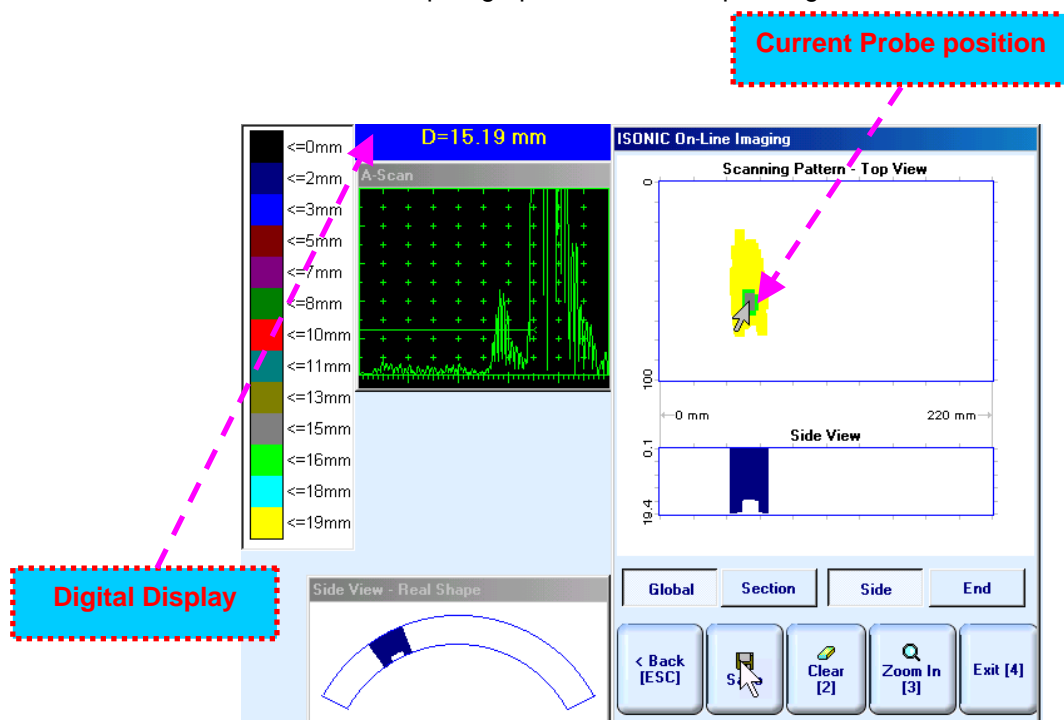 Current Probe position
D=15.19 mm
ISONIC On-Line Imaging
<=0mm
<=2mm
<=3mm
<=5mm
<=7mm
<=8mm
<=10mm
<=11mm
<=13mm
<=15mm
<=16mm
<=18mm
<=19mm
A-Scan
Scanning Pattern - Top View
0
100
0 mm
220 mm
Side View
0.1
19.4
Digital Display
Side View - Real Shape
Global
Section
Side
End
< Back
[ESC]
Clear
[2]
Zoom In
[3]
Exit [4]